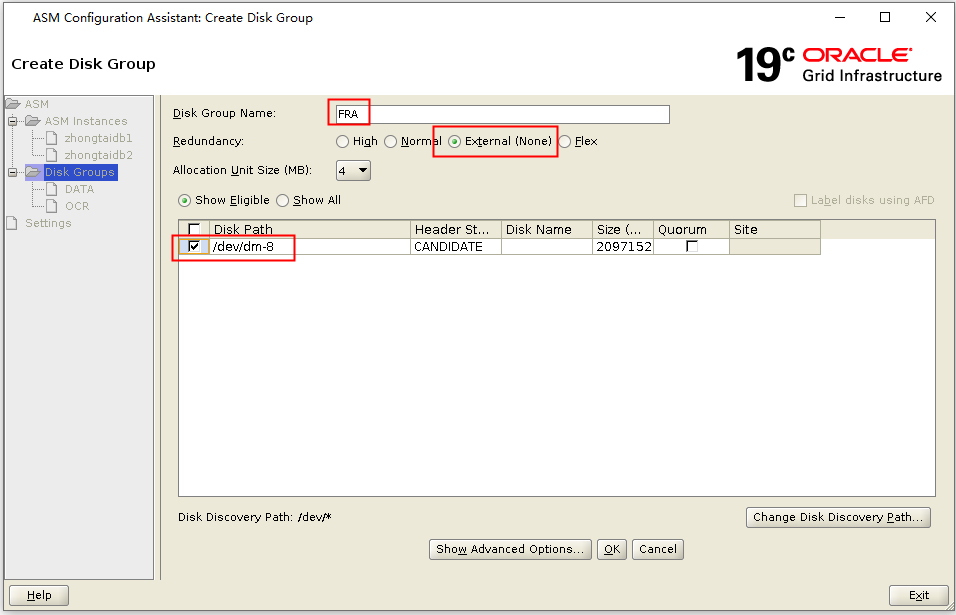 ASM Configuration Assistant: Create Disk Group
Create Disk Group
19c ORACLE
Grid Infrastructure
ASM
ASM Instances
zhongtaidb1
zhongtaidb2
Disk Groups
DATA
OCR
Settings
Disk Group Name: FRA
Redundancy: High Normal External (None) Flex
Allocation Unit Size (MB): 4
Show Eligible Show All Label disks using AFD
Disk Path Header St... Disk Name Size (... Quorum Site
/dev/dm-8 CANDIDATE 2097152
Disk Discovery Path: /dev/* Change Disk Discovery Path...
Show Advanced Options... OK Cancel
Help Exit